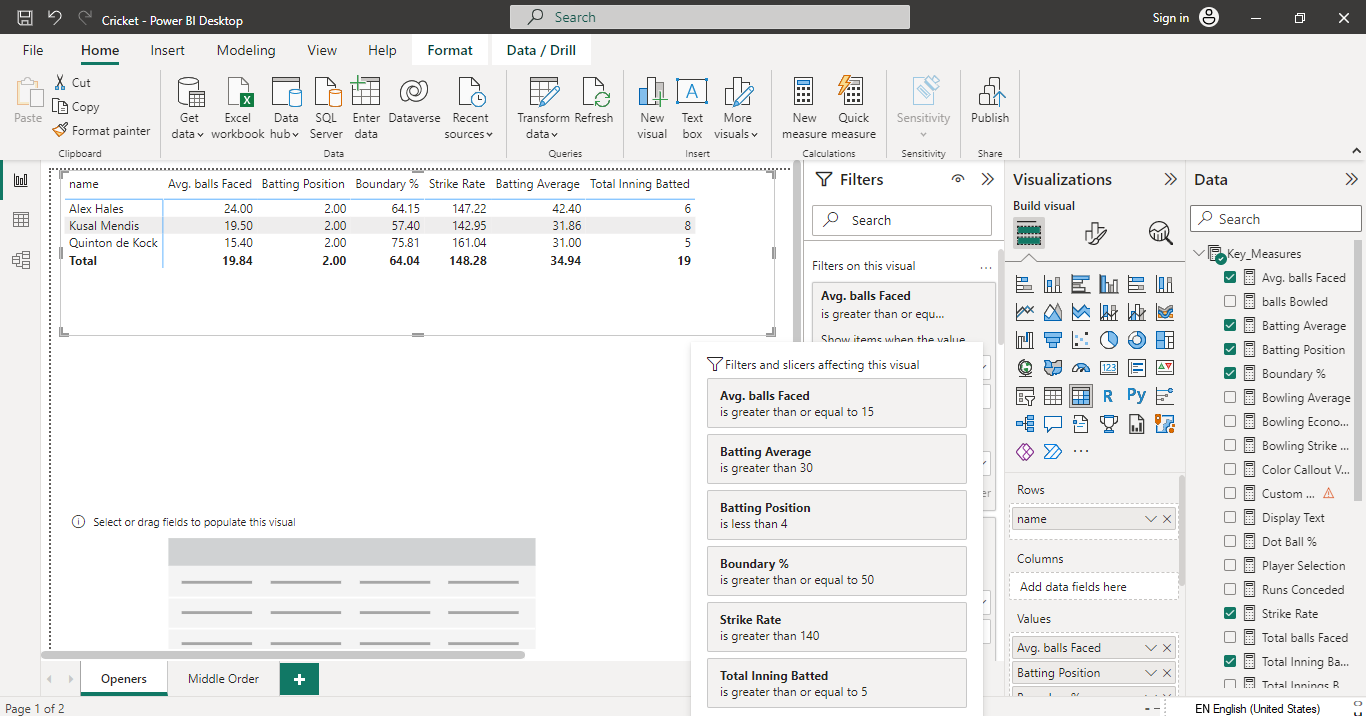 Cricket - Power BI Desktop
Search
Sign in
File Home Insert Modeling View Help Format Data / Drill
Paste
Cut
Copy
Format painter
Clipboard
Get data
Excel workbook
Data hub
SQL Server
Enter data
Dataverse
Recent sources
Data
Transform data
Refresh
Queries
New visual
Text box
More visuals
Insert
New measure
Quick measure
Calculations
Sensitivity
Sensitivity
Publish
Share
name Avg. balls Faced Batting Position Boundary % Strike Rate Batting Average Total Inning Batted
Alex Hales 24.00 2.00 64.15 147.22 42.40 6
Kusal Mendis 19.50 2.00 57.40 142.95 31.86 8
Quinton de Kock 15.40 2.00 75.81 161.04 31.00 5
Total 19.84 2.00 64.04 148.28 34.94 19
Select or drag fields to populate this visual
Filters
Search
Filters on this visual
...
Avg. balls Faced
is greater than or equ...
Show items when the value
Filters and slicers affecting this visual
Avg. balls Faced
is greater than or equal to 15
Batting Average
is greater than 30
Batting Position
is less than 4
Boundary %
is greater than or equal to 50
Strike Rate
is greater than 140
Total Inning Batted
is greater than or equal to 5
Visualizations
Build visual
123
R
Py
...
Rows
name
Columns
Add data fields here
Values
Avg. balls Faced
Batting Position
Data
Search
Key_Measures
Avg. balls Faced
balls Bowled
Batting Average
Batting Position
Boundary %
Bowling Average
Bowling Econo...
Bowling Strike ...
Color Callout V...
Custom ...
Display Text
Dot Ball %
Player Selection
Runs Conceded
Strike Rate
Total balls Faced
Total Inning Ba...
Total Innings B
Openers
Middle Order
Page 1 of 2
EN English (United States)